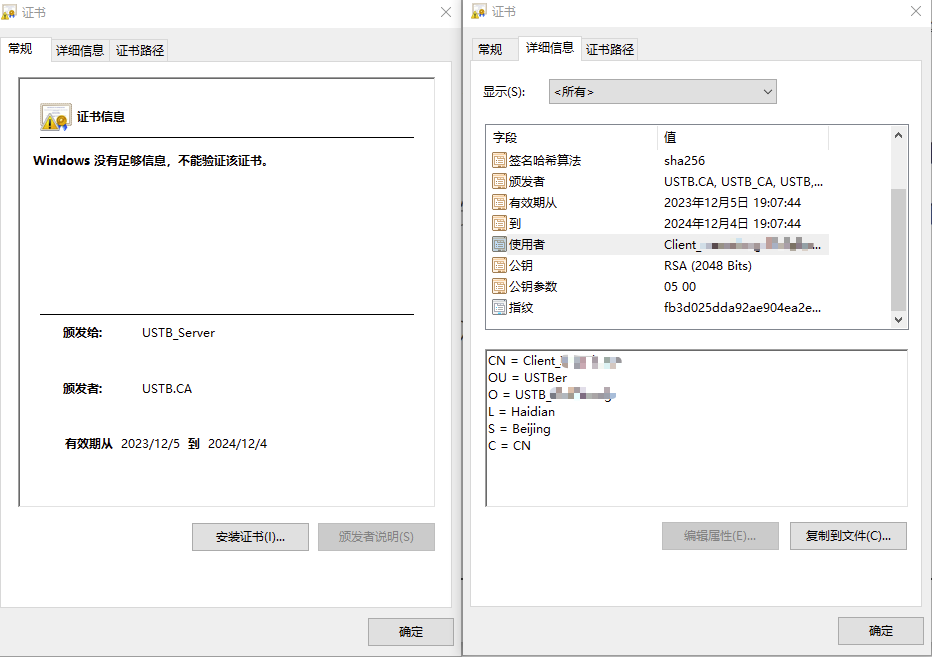 证书
常规
详细信息
证书路径
证书信息
Windows 没有足够信息，不能验证该证书。
颁发给: USTB_Server
颁发者: USTB.CA
有效期从 2023/12/5 到 2024/12/4
安装证书(I)...
颁发者说明(S)
确定
证书
常规
详细信息
证书路径
显示(S): <所有>
字段 值
签名哈希算法 sha256
颁发者 USTB.CA, USTB_CA, USTB,...
有效期从 2023年12月5日 19:07:44
到 2024年12月4日 19:07:44
使用者 Client_ ...
公钥 RSA (2048 Bits)
公钥参数 05 00
指纹 fb3d025dda92ae904ea2e...
CN = Client_
OU = USTBer
O = USTB_
L = Haidian
S = Beijing
C = CN
编辑属性(E)...
复制到文件(C)...
确定